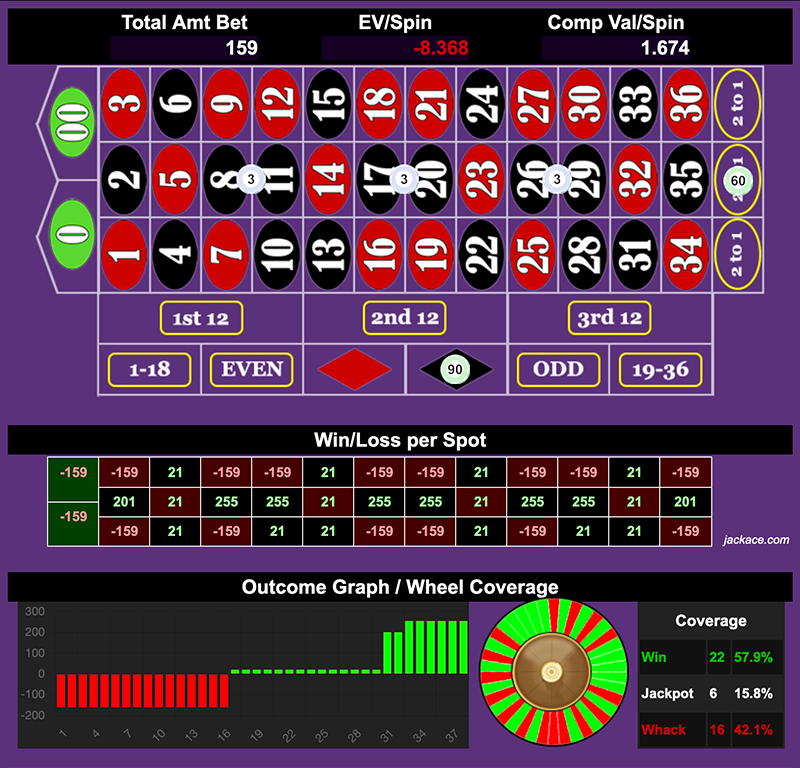 Total Amt Bet EV/Spin Comp Val/Spin
159 -8.368 1.674
00 3 6 9 12 15 18 21 24 27 30 33 36 2 to 1
2 5 8 3 11 14 17 3 20 23 26 3 29 32 35 60
0 1 4 7 10 13 16 19 22 25 28 31 34 2 to 1
1st 12 2nd 12 3rd 12
1-18 EVEN 90 ODD 19-36
Win/Loss per Spot
-159 -159 21 -159 -159 21 -159 -159 21 -159 -159 21 -159
201 21 255 255 21 255 255 21 255 255 21 201
-159 -159 21 -159 21 21 -159 -159 21 -159 21 21 -159
jackace.com
Outcome Graph / Wheel Coverage
300
200
100
0
-100
-200
1 4 7 10 13 16 19 22 25 28 31 34 37
Coverage
Win 22 57.9%
Jackpot 6 15.8%
Whack 16 42.1%